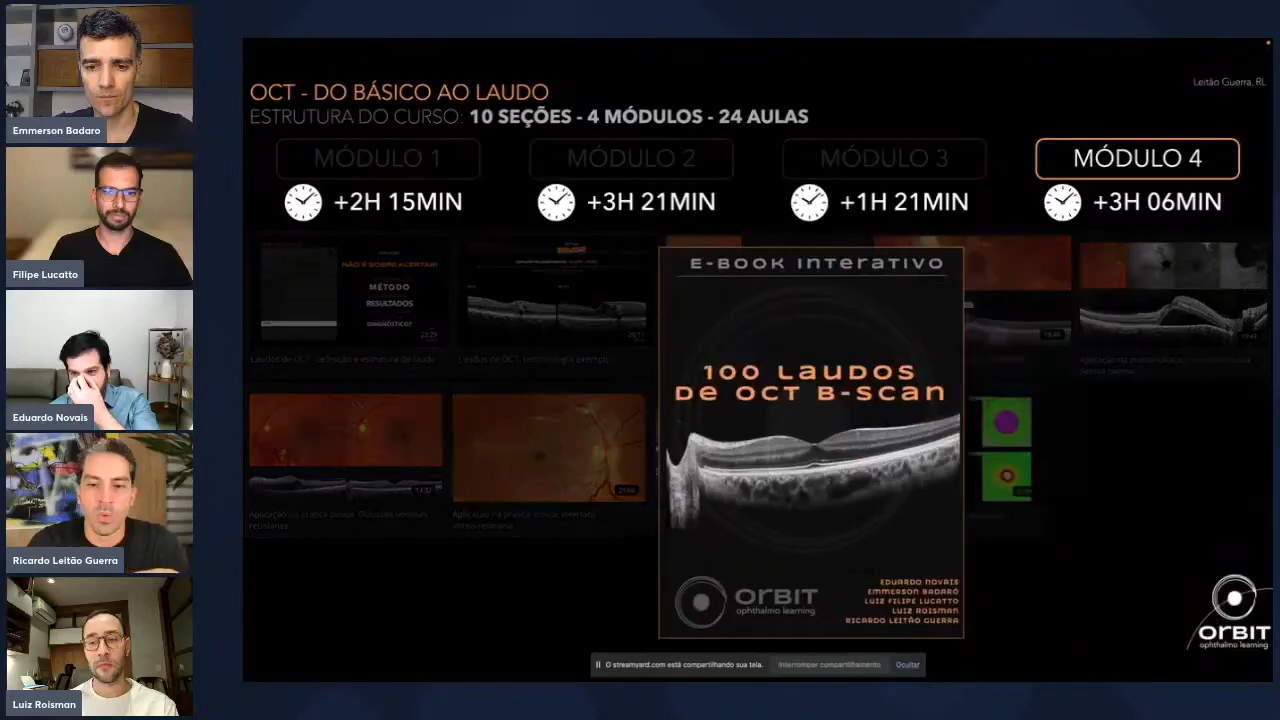 Emmerson Badaro
Filipe Lucatto
Eduardo Novais
Ricardo Leitão Guerra
Luiz Roisman
Leitão Guerra, RL
OCT - DO BÁSICO AO LAUDO
ESTRUTURA DO CURSO: 10 SEÇÕES - 4 MÓDULOS - 24 AULAS
MÓDULO 1
MÓDULO 2
MÓDULO 3
MÓDULO 4
+2H 15MIN
+3H 21MIN
+1H 21MIN
+3H 06MIN
NÃO É SOBRE ACERTAR!
MÉTODO
RESULTADOS
DIAGNÓSTICO?
E-BOOK INTERATIVO
100 LAUDOS
DE OCT B-SCAN
ORBIT
ophthalmo learning
EDUARDO NOVAIS
EMMERSON BADARÓ
LUIZ FILIPE LUCATTO
LUIZ ROISMAN
RICARDO LEITÃO GUERRA
ORBIT
ophthalmo learning
O streamyard.com está compartilhando sua tela.
Interromper compartilhamento
Ocultar